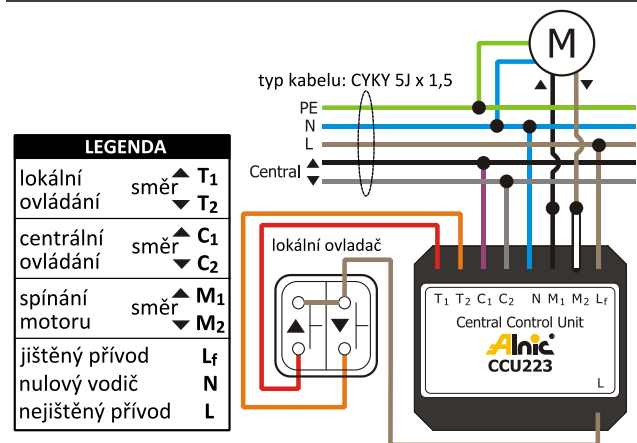 M
▲ ▼
typ kabelu: CYKY 5J x 1,5
PE
N
L
Central ▲
▼
LEGENDA
lokální ovládání směr ▲ T₁
▼ T₂
centrální ovládání směr ▲ C₁
▼ C₂
spínání motoru směr ▲ M₁
▼ M₂
jištěný přívod Lf
nulový vodič N
nejištěný přívod L
lokální ovladač
▲ ▼
T₁ T₂ C₁ C₂ N M₁ M₂ Lf
Central Control Unit
Alnic
CCU223
L